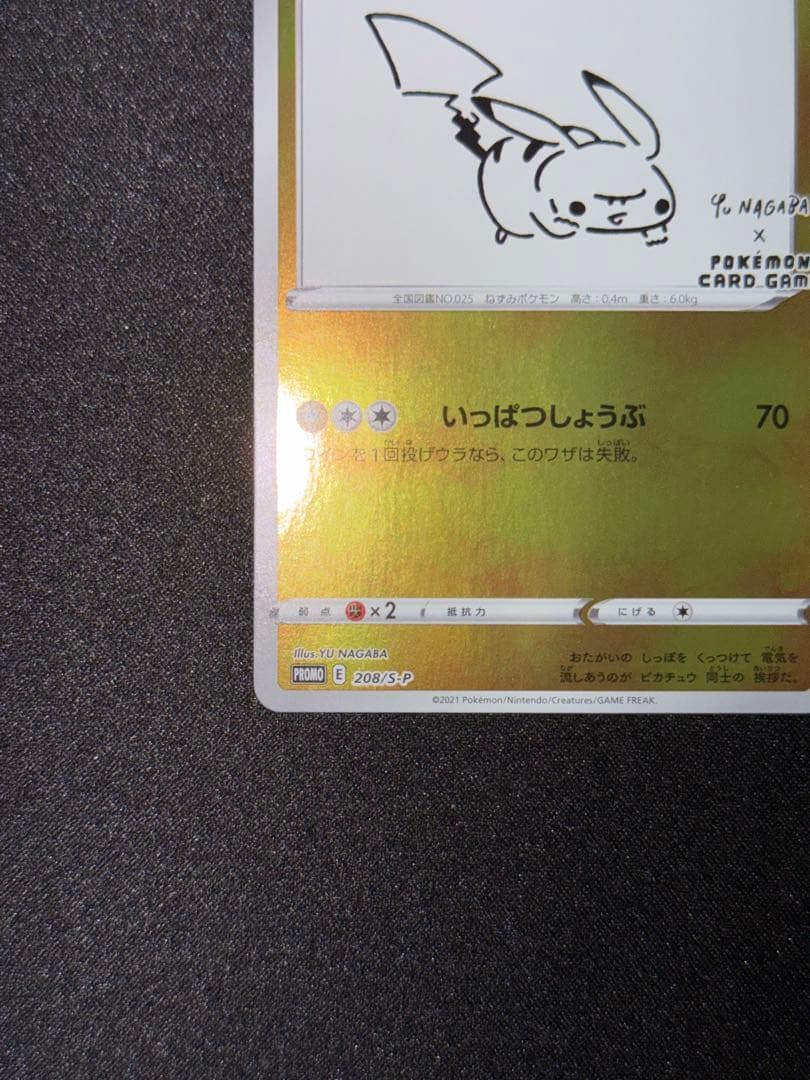 Yu NAGABA
×
POKÉMON
CARD GAM
全国図鑑NO.025 ねずみポケモン 高さ:0.4m 重さ:6.0kg
いっぱつしょうぶ 70
コインを1回投げウラなら、このワザは失敗。
弱点 ×2 抵抗力 にげる
Illus.YU NAGABA
PROMO E 208/S-P
おたがいの しっぽを くっつけて 電気を
流しあうのが ピカチュウ 同士の 挨拶だ。
©2021 Pokémon/Nintendo/Creatures/GAME FREAK.